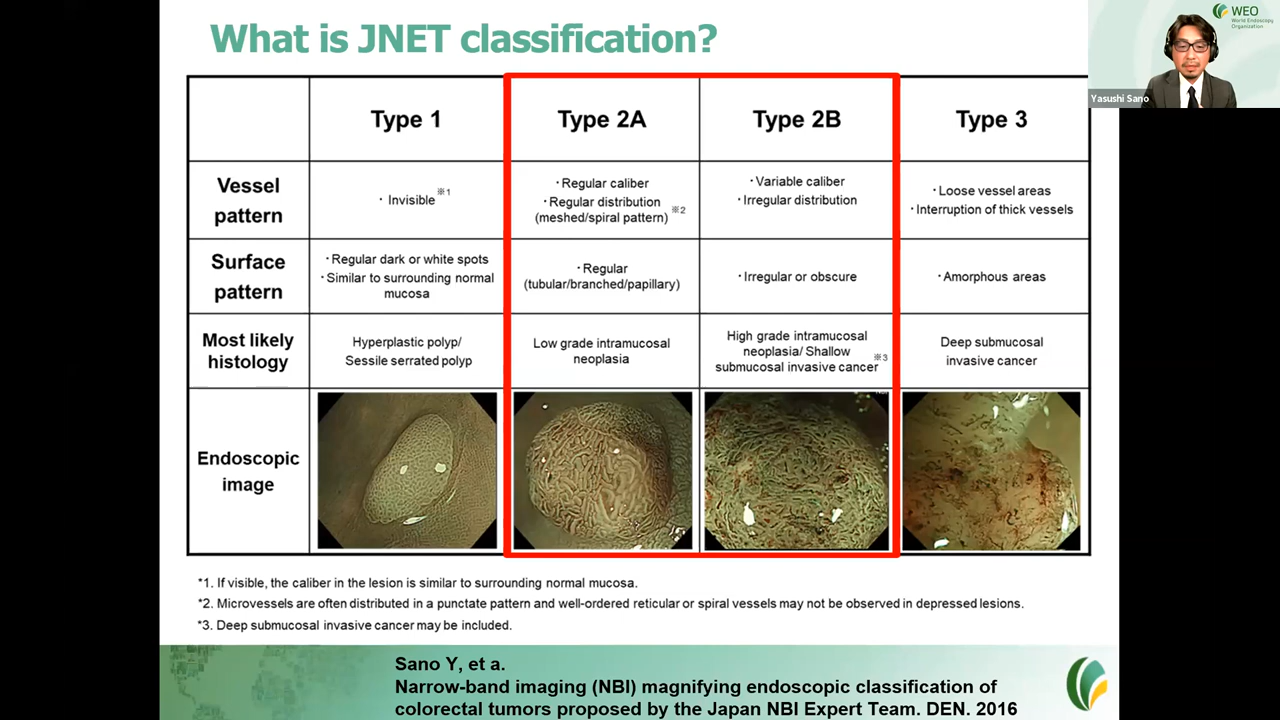 What is JNET classification?
WEO
World Endoscopy
Organization
Yasushi Sano
Type 1
Type 2A
Type 2B
Type 3
Vessel
pattern
・Invisible ※1
・Regular caliber
・Regular distribution
(meshed/spiral pattern) ※2
・Variable caliber
・Irregular distribution
・Loose vessel areas
・Interruption of thick vessels
Surface
pattern
・Regular dark or white spots
・Similar to surrounding normal
mucosa
・Regular
(tubular/branched/papillary)
・Irregular or obscure
・Amorphous areas
Most likely
histology
Hyperplastic polyp/
Sessile serrated polyp
Low grade intramucosal
neoplasia
High grade intramucosal
neoplasia/ Shallow
submucosal invasive cancer ※3
Deep submucosal
invasive cancer
Endoscopic
image
*1. If visible, the caliber in the lesion is similar to surrounding normal mucosa.
*2. Microvessels are often distributed in a punctate pattern and well-ordered reticular or spiral vessels may not be observed in depressed lesions.
*3. Deep submucosal invasive cancer may be included.
Sano Y, et a.
Narrow-band imaging (NBI) magnifying endoscopic classification of
colorectal tumors proposed by the Japan NBI Expert Team. DEN. 2016